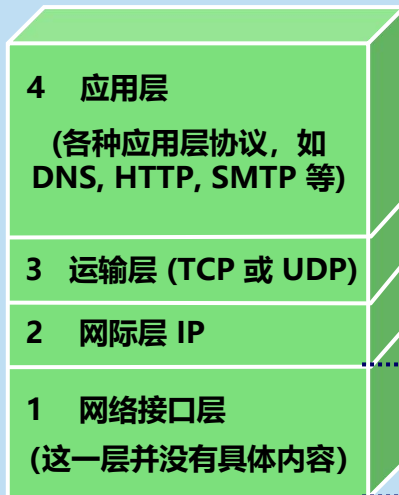 4 应用层
(各种应用层协议，如
DNS, HTTP, SMTP 等)
3 运输层 (TCP 或 UDP)
2 网际层 IP
1 网络接口层
(这一层并没有具体内容)